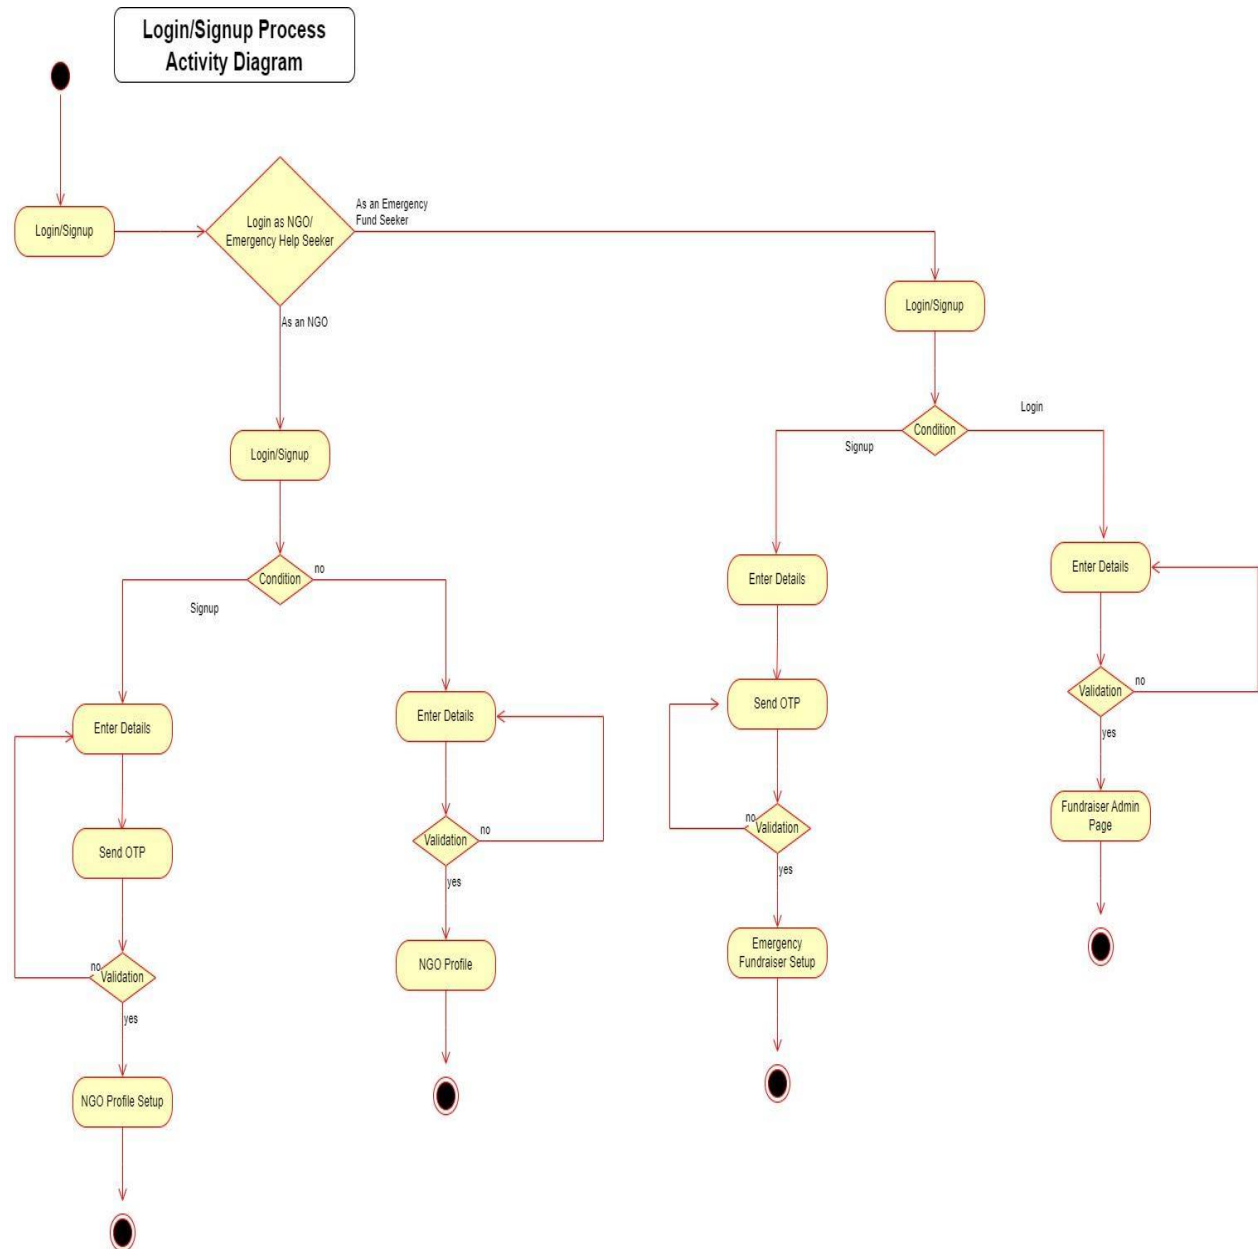 Login/Signup Process
Activity Diagram
As an Emergency
Fund Seeker
Login/Signup
Login as NGO/
Emergency Help Seeker
Login/Signup
As an NGO
Login
Condition
Signup
Login/Signup
Condition
no
Signup
Enter Details
Enter Details
Validation
no
yes
Send OTP
Enter Details
Enter Details
Fundraiser Admin
Page
no
Validation
yes
Send OTP
Validation
no
yes
Emergency
Fundraiser Setup
NGO Profile
no
Validation
yes
NGO Profile Setup